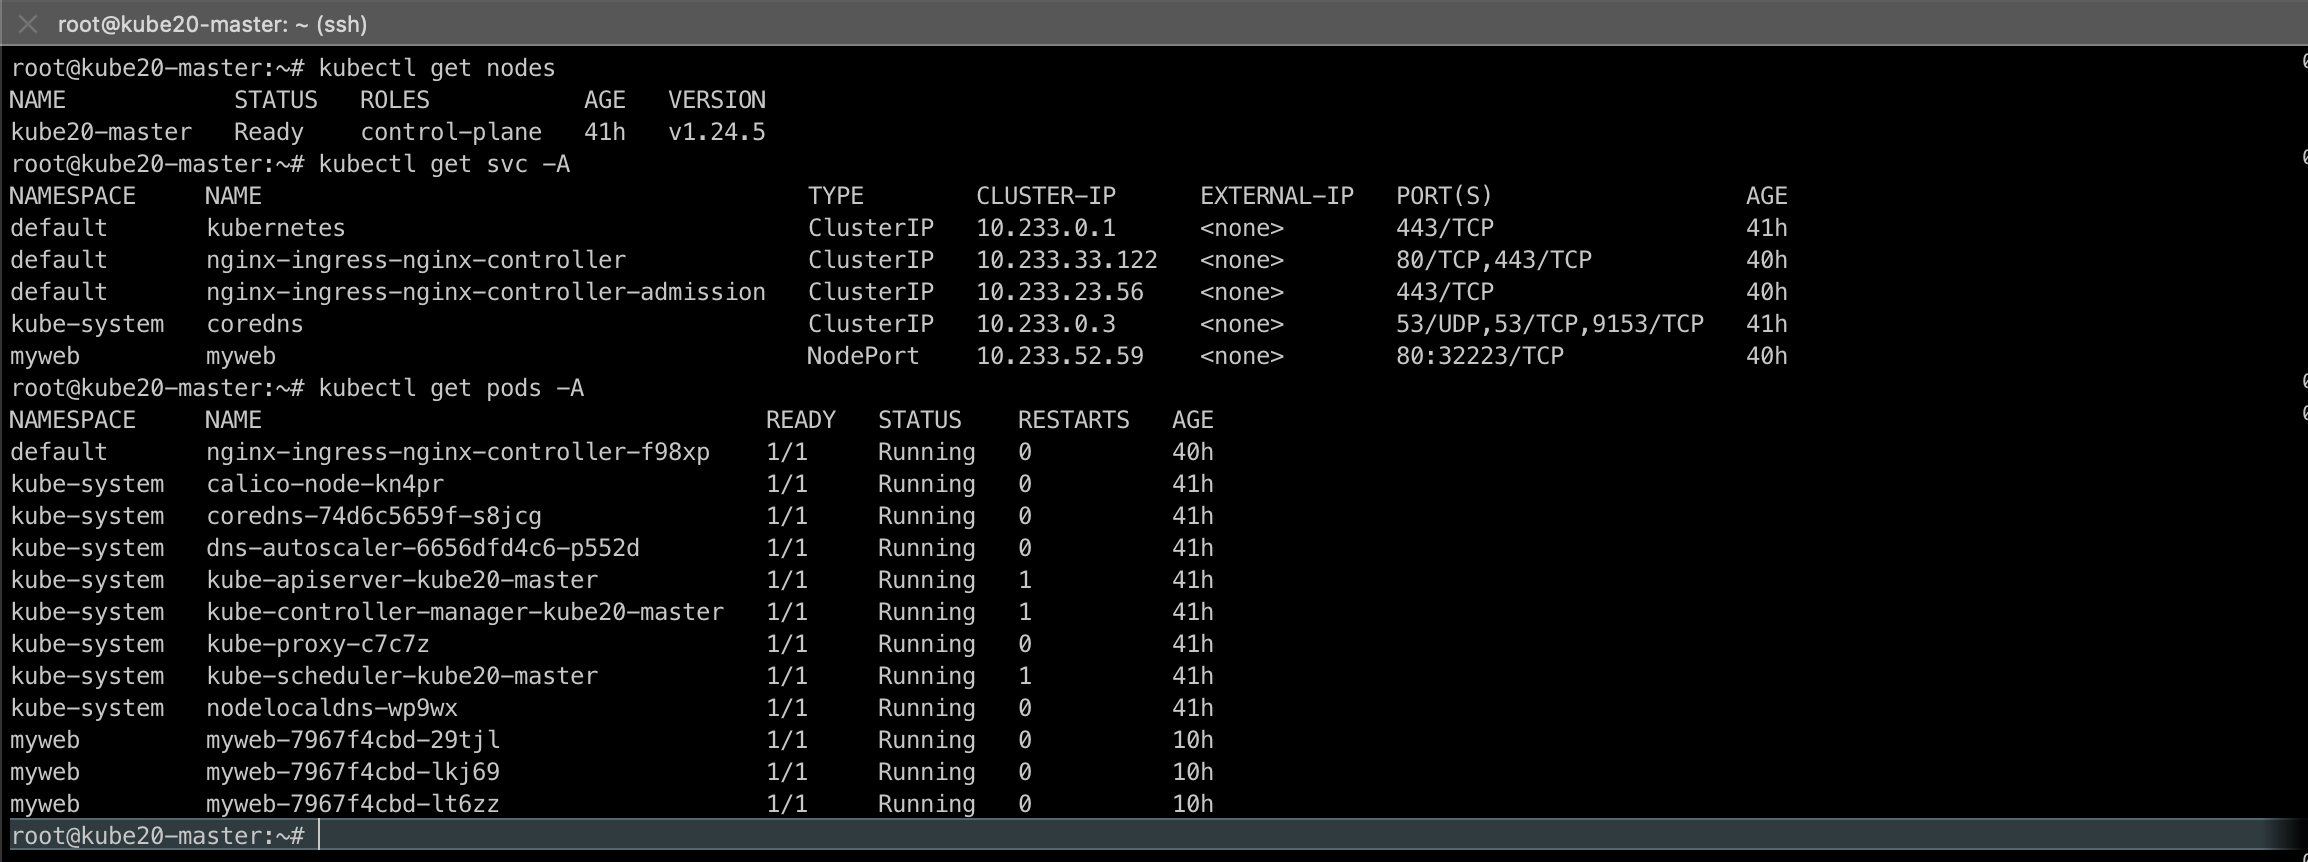 root@kube20-master: ~ (ssh)
root@kube20-master:~# kubectl get nodes
NAME            STATUS   ROLES           AGE   VERSION
kube20-master   Ready    control-plane   41h   v1.24.5
root@kube20-master:~# kubectl get svc -A
NAMESPACE     NAME                                       TYPE        CLUSTER-IP      EXTERNAL-IP   PORT(S)                  AGE
default       kubernetes                                 ClusterIP   10.233.0.1      <none>        443/TCP                  41h
default       nginx-ingress-nginx-controller             ClusterIP   10.233.33.122   <none>        80/TCP,443/TCP           40h
default       nginx-ingress-nginx-controller-admission   ClusterIP   10.233.23.56    <none>        443/TCP                  40h
kube-system   coredns                                    ClusterIP   10.233.0.3      <none>        53/UDP,53/TCP,9153/TCP   41h
myweb         myweb                                      NodePort    10.233.52.59    <none>        80:32223/TCP             40h
root@kube20-master:~# kubectl get pods -A
NAMESPACE     NAME                                    READY   STATUS    RESTARTS   AGE
default       nginx-ingress-nginx-controller-f98xp    1/1     Running   0          40h
kube-system   calico-node-kn4pr                       1/1     Running   0          41h
kube-system   coredns-74d6c5659f-s8jcg                1/1     Running   0          41h
kube-system   dns-autoscaler-6656dfd4c6-p552d         1/1     Running   0          41h
kube-system   kube-apiserver-kube20-master            1/1     Running   1          41h
kube-system   kube-controller-manager-kube20-master   1/1     Running   1          41h
kube-system   kube-proxy-c7c7z                        1/1     Running   0          41h
kube-system   kube-scheduler-kube20-master            1/1     Running   1          41h
kube-system   nodelocaldns-wp9wx                      1/1     Running   0          41h
myweb         myweb-7967f4cbd-29tjl                   1/1     Running   0          10h
myweb         myweb-7967f4cbd-lkj69                   1/1     Running   0          10h
myweb         myweb-7967f4cbd-lt6zz                   1/1     Running   0          10h
root@kube20-master:~#